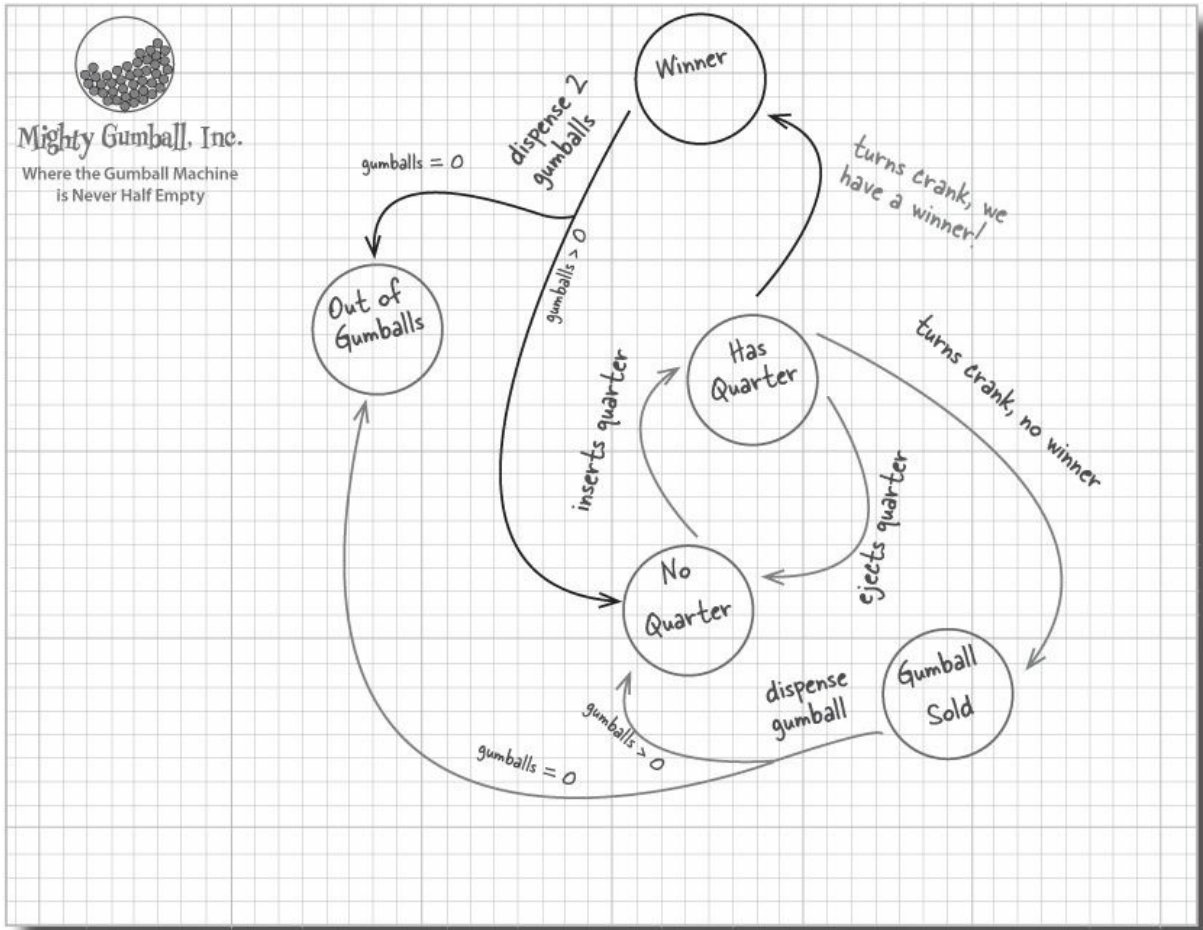 Mighty Gumball, Inc.
Where the Gumball Machine
is Never Half Empty
Winner
dispense 2
gumballs
gumballs = 0
turns crank, we
have a winner!
gumballs > 0
Out of
Gumballs
Has
Quarter
turns crank, no winner
inserts quarter
ejects quarter
No
Quarter
Gumball
Sold
dispense
gumball
gumballs > 0
gumballs = 0